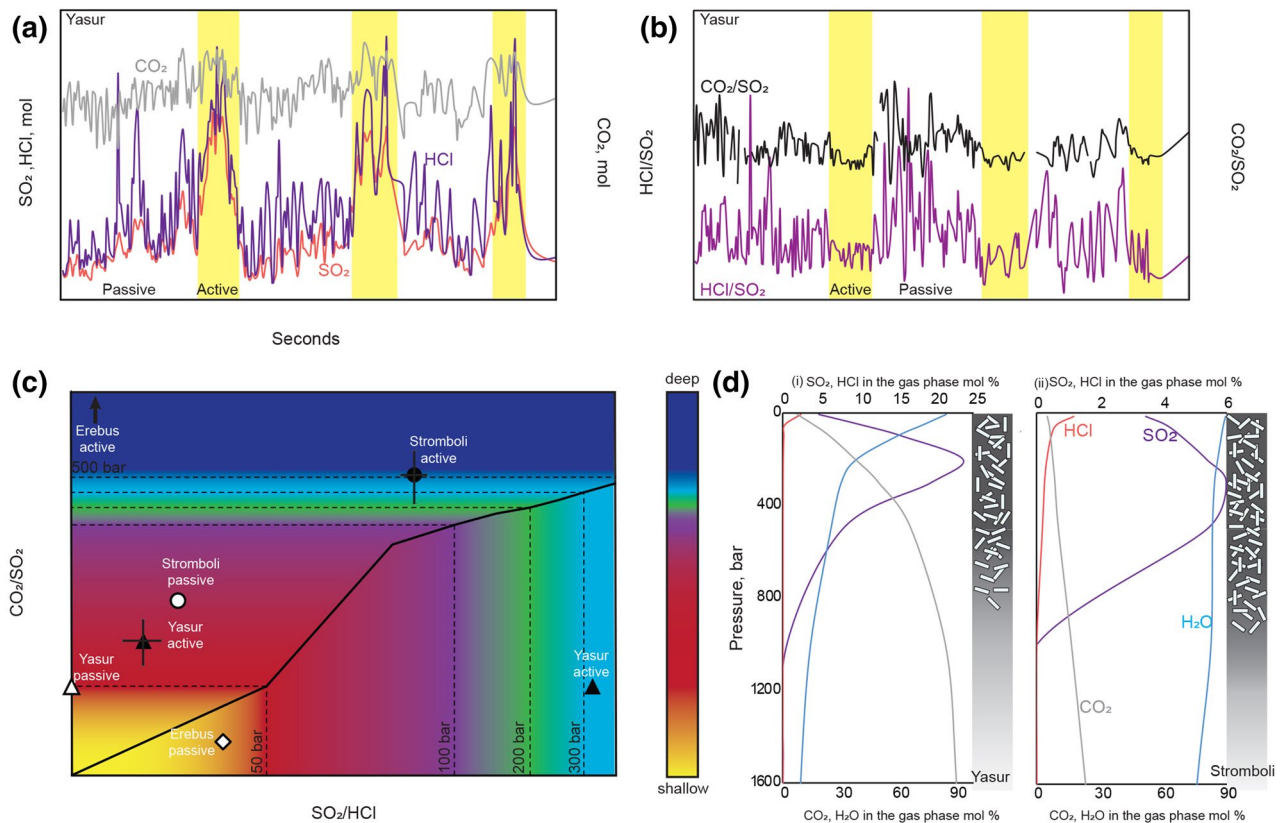 (a)
Yasur
CO₂
HCl
SO₂
Passive
Active
SO₂ ,HCl, mol
CO₂, mol
Seconds
(b)
Yasur
CO₂/SO₂
HCl/SO₂
Active
Passive
HCl/SO₂
CO₂/SO₂
(c)
Erebus
active
500 bar
Stromboli
active
Stromboli
passive
Yasur
active
Yasur
passive
Yasur
active
Erebus
passive
50 bar
100 bar
200 bar
300 bar
CO₂/SO₂
SO₂/HCl
deep
shallow
(d)
(i) SO₂, HCl in the gas phase mol %
0 5 10 15 20 25
0
400
800
1200
1600
Pressure, bar
0 30 60 90
Yasur
(ii) SO₂, HCl in the gas phase mol %
0 2 4 6
HCl
SO₂
H₂O
CO₂
0 30 60 90
Stromboli
CO₂, H₂O in the gas phase mol %
CO₂, H₂O in the gas phase mol %